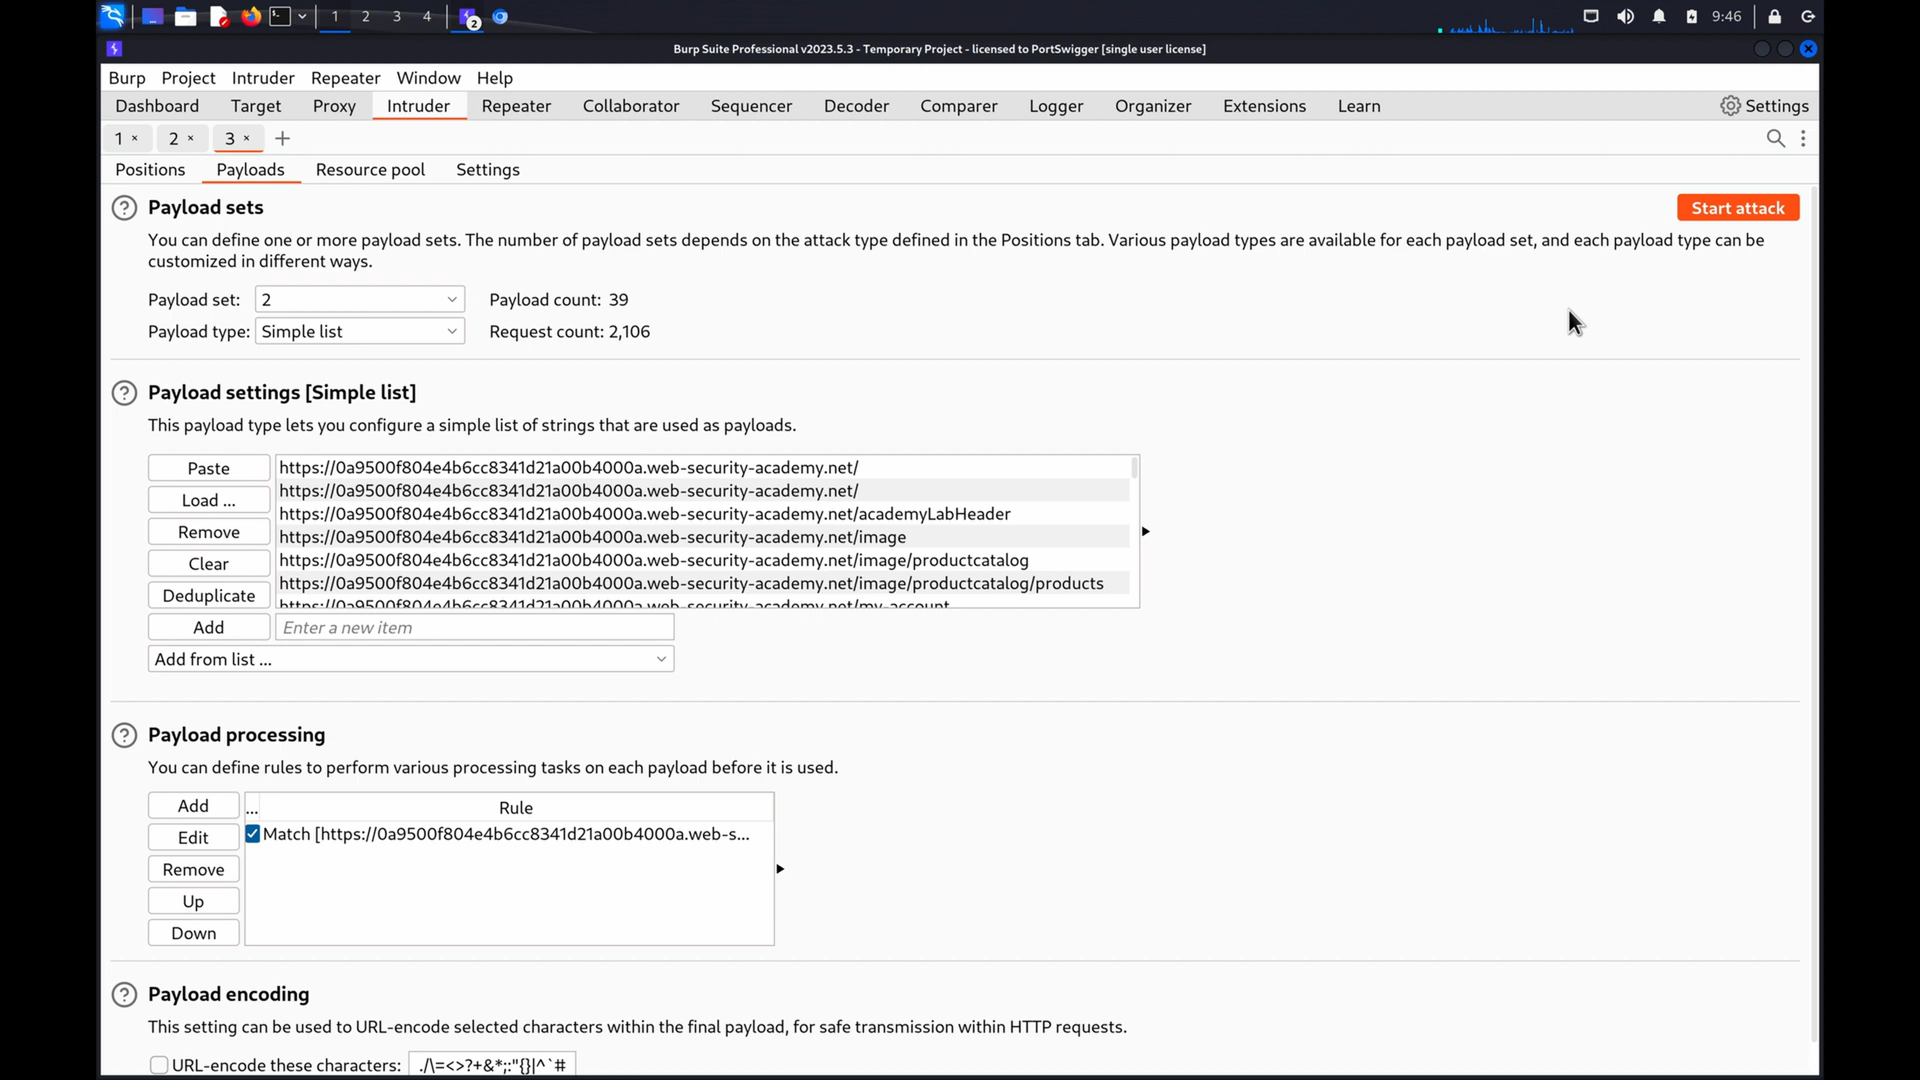 1 2 3 4 2 9:46
Burp Suite Professional v2023.5.3 - Temporary Project - licensed to PortSwigger [single user license]
Burp Project Intruder Repeater Window Help
Dashboard Target Proxy Intruder Repeater Collaborator Sequencer Decoder Comparer Logger Organizer Extensions Learn Settings
1 × 2 × 3 × +
Positions Payloads Resource pool Settings
? Payload sets Start attack
You can define one or more payload sets. The number of payload sets depends on the attack type defined in the Positions tab. Various payload types are available for each payload set, and each payload type can be
customized in different ways.
Payload set: 2 Payload count: 39
Payload type: Simple list Request count: 2,106
? Payload settings [Simple list]
This payload type lets you configure a simple list of strings that are used as payloads.
Paste https://0a9500f804e4b6cc8341d21a00b4000a.web-security-academy.net/
https://0a9500f804e4b6cc8341d21a00b4000a.web-security-academy.net/
Load ...
https://0a9500f804e4b6cc8341d21a00b4000a.web-security-academy.net/academyLabHeader
Remove https://0a9500f804e4b6cc8341d21a00b4000a.web-security-academy.net/image
Clear https://0a9500f804e4b6cc8341d21a00b4000a.web-security-academy.net/image/productcatalog
https://0a9500f804e4b6cc8341d21a00b4000a.web-security-academy.net/image/productcatalog/products
Deduplicate https://0a9500f804e4b6cc8341d21a00b4000a.web-security-academy.net/my-account
Add Enter a new item
Add from list ...
? Payload processing
You can define rules to perform various processing tasks on each payload before it is used.
Add ... Rule
Edit Match [https://0a9500f804e4b6cc8341d21a00b4000a.web-s...
Remove
Up
Down
? Payload encoding
This setting can be used to URL-encode selected characters within the final payload, for safe transmission within HTTP requests.
URL-encode these characters: ./\=<>?+&*;:"{}|^`#